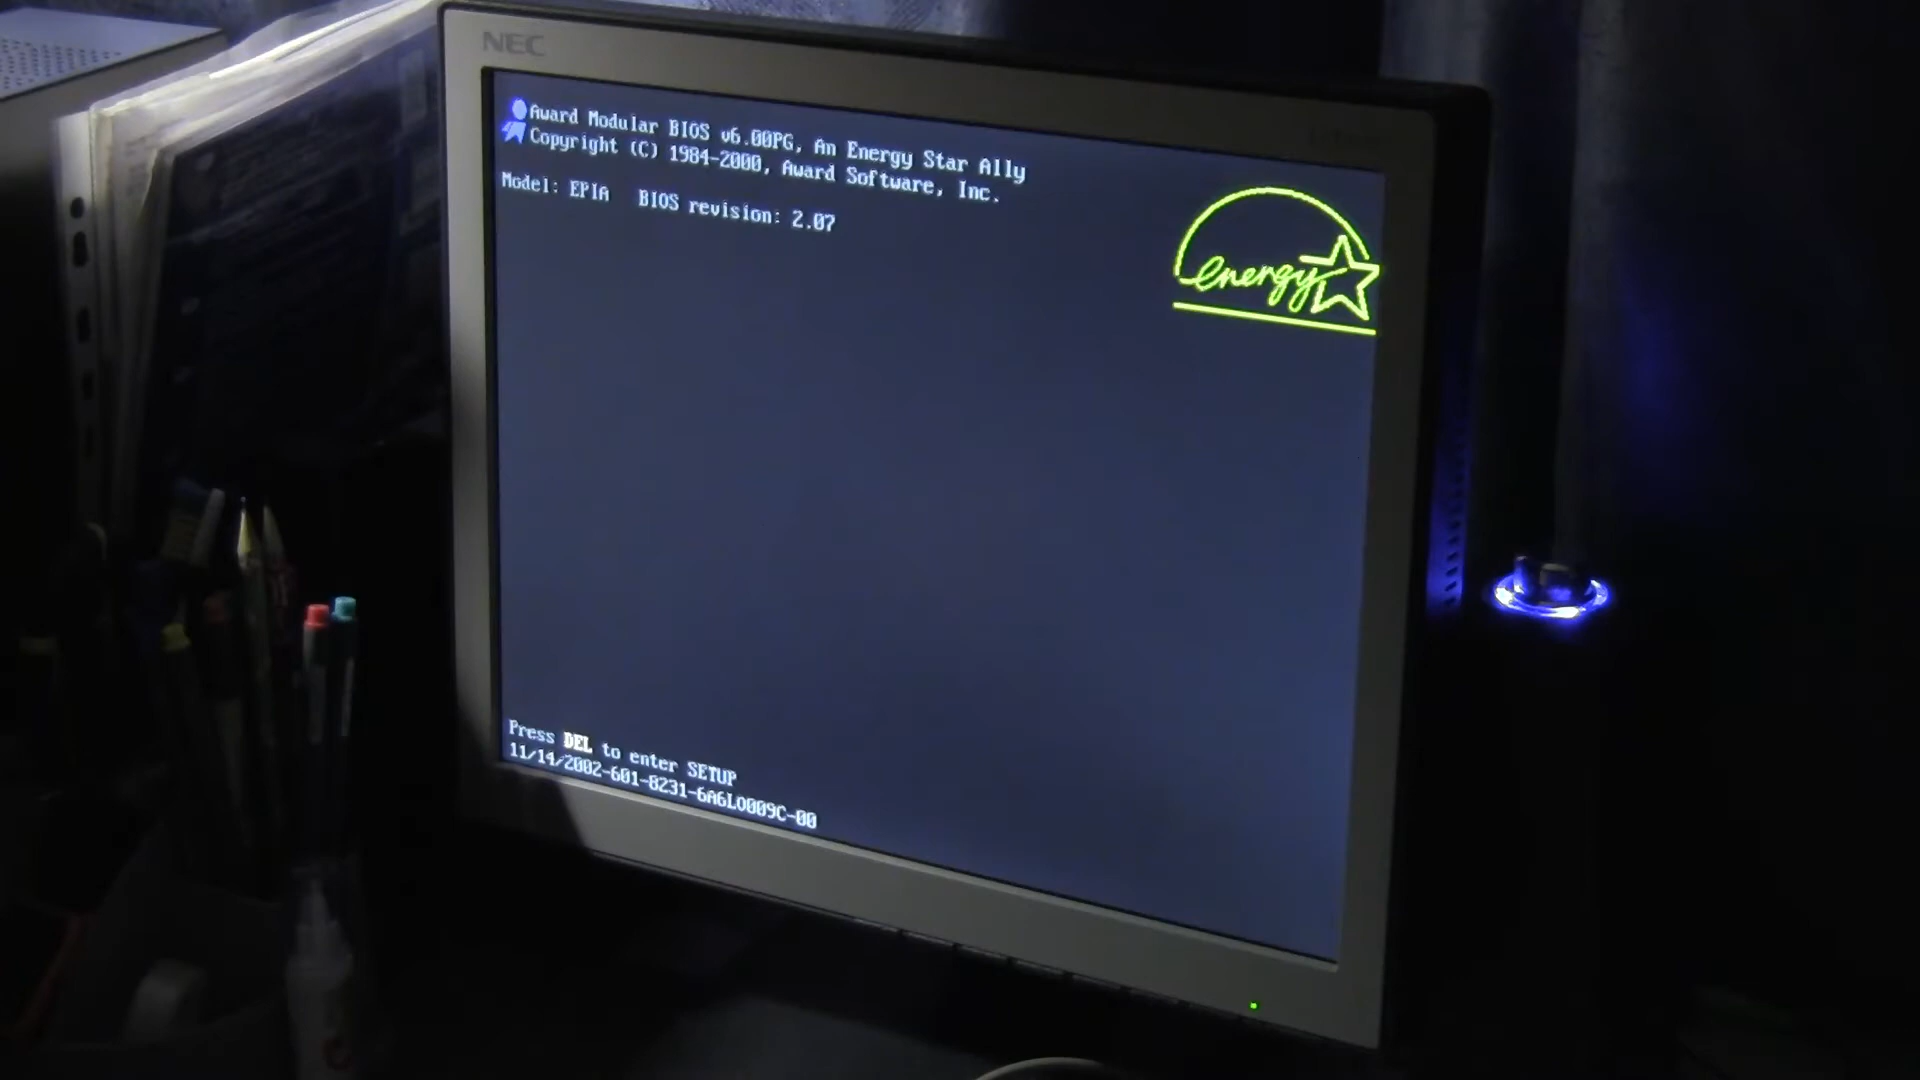 NEC
Award Modular BIOS v6.00PG, An Energy Star Ally
Copyright (C) 1984-2000, Award Software, Inc.
Model: EPIA BIOS revision: 2.07
energy
Press DEL to enter SETUP
11/14/2002-601-8231-6A6LO009C-00